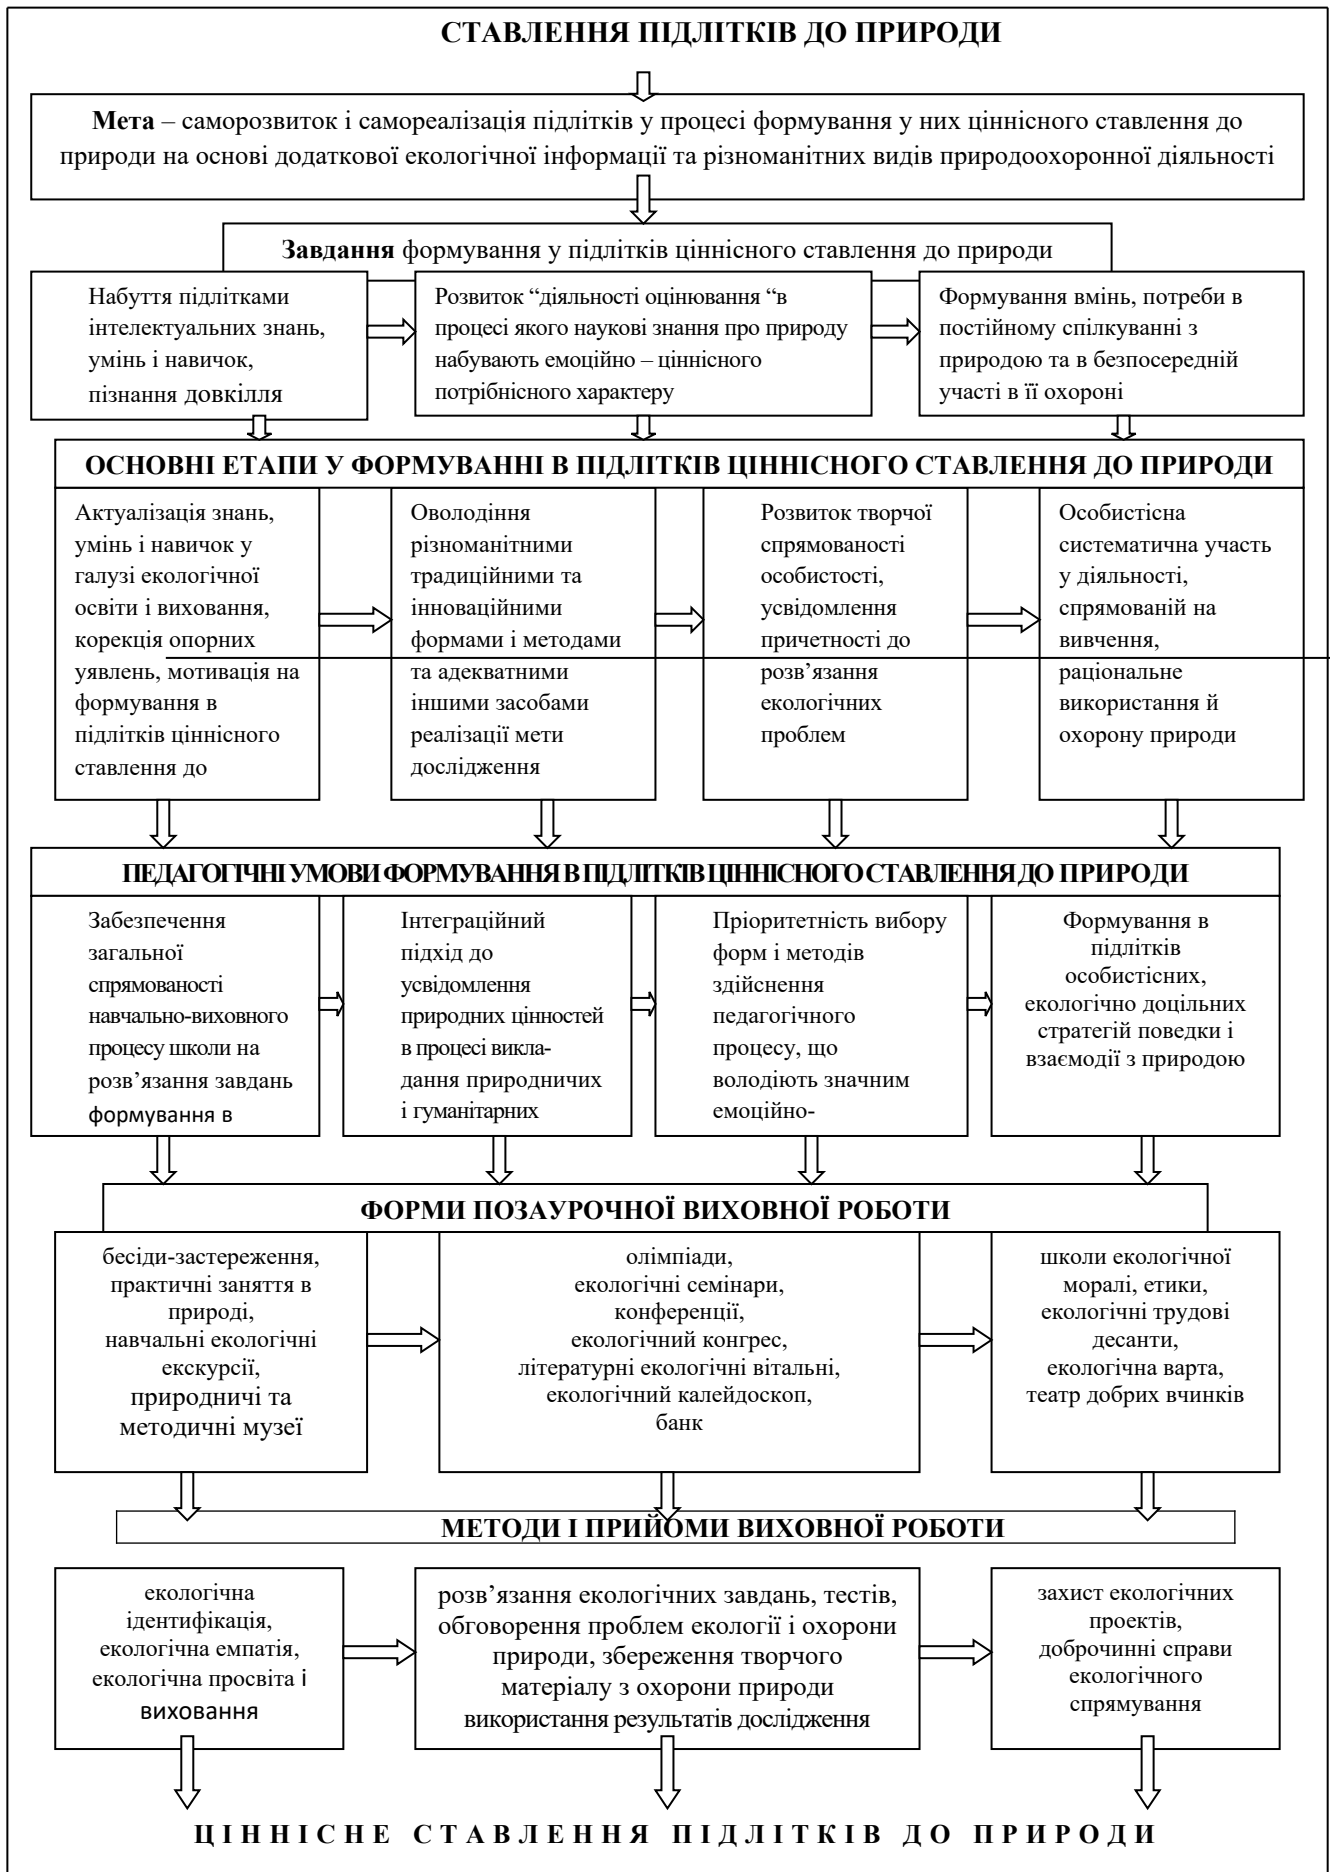 СТАВЛЕННЯ ПІДЛІТКІВ ДО ПРИРОДИ
Мета – саморозвиток і самореалізація підлітків у процесі формування у них ціннісного ставлення до
природи на основі додаткової екологічної інформації та різноманітних видів природоохоронної діяльності
Завдання формування у підлітків ціннісного ставлення до природи
Набуття підлітками
інтелектуальних знань,
умінь і навичок,
пізнання довкілля
Розвиток “діяльності оцінювання “в
процесі якого наукові знання про природу
набувають емоційно – ціннісного
потрібнісного характеру
Формування вмінь, потреби в
постійному спілкуванні з
природою та в безпосередній
участі в її охороні
ОСНОВНІ ЕТАПИ У ФОРМУВАННІ В ПІДЛІТКІВ ЦІННІСНОГО СТАВЛЕННЯ ДО ПРИРОДИ
Актуалізація знань,
умінь і навичок у
галузі екологічної
освіти і виховання,
корекція опорних
уявлень, мотивація на
формування в
підлітків ціннісного
ставлення до
Оволодіння
різноманітними
традиційними та
інноваційними
формами і методами
та адекватними
іншими засобами
реалізації мети
дослідження
Розвиток творчої
спрямованості
особистості,
усвідомлення
причетності до
розв’язання
екологічних
проблем
Особистісна
систематична участь
у діяльності,
спрямованій на
вивчення,
раціональне
використання й
охорону природи
ПЕДАГОГІЧНІ УМОВИ ФОРМУВАННЯ В ПІДЛІТКІВ ЦІННІСНОГО СТАВЛЕННЯ ДО ПРИРОДИ
Забезпечення
загальної
спрямованості
навчально-виховного
процесу школи на
розв’язання завдань
формування в
Інтеграційний
підхід до
усвідомлення
природних цінностей
в процесі викла-
дання природничих
і гуманітарних
Пріоритетність вибору
форм і методів
здійснення
педагогічного
процесу, що
володіють значним
емоційно-
Формування в
підлітків
особистісних,
екологічно доцільних
стратегій поведки і
взаємодії з природою
ФОРМИ ПОЗАУРОЧНОЇ ВИХОВНОЇ РОБОТИ
бесіди-застереження,
практичні заняття в
природі,
навчальні екологічні
екскурсії,
природничі та
методичні музеї
олімпіади,
екологічні семінари,
конференції,
екологічний конгрес,
літературні екологічні вітальні,
екологічний калейдоскоп,
банк
школи екологічної
моралі, етики,
екологічні трудові
десанти,
екологічна варта,
театр добрих вчинків
МЕТОДИ І ПРИЙОМИ ВИХОВНОЇ РОБОТИ
екологічна
ідентифікація,
екологічна емпатія,
екологічна просвіта і
виховання
розв’язання екологічних завдань, тестів,
обговорення проблем екології і охорони
природи, збереження творчого
матеріалу з охорони природи
використання результатів дослідження
захист екологічних
проектів,
доброчинні справи
екологічного
спрямування
ЦІННІСНЕ СТАВЛЕННЯ ПІДЛІТКІВ ДО ПРИРОДИ